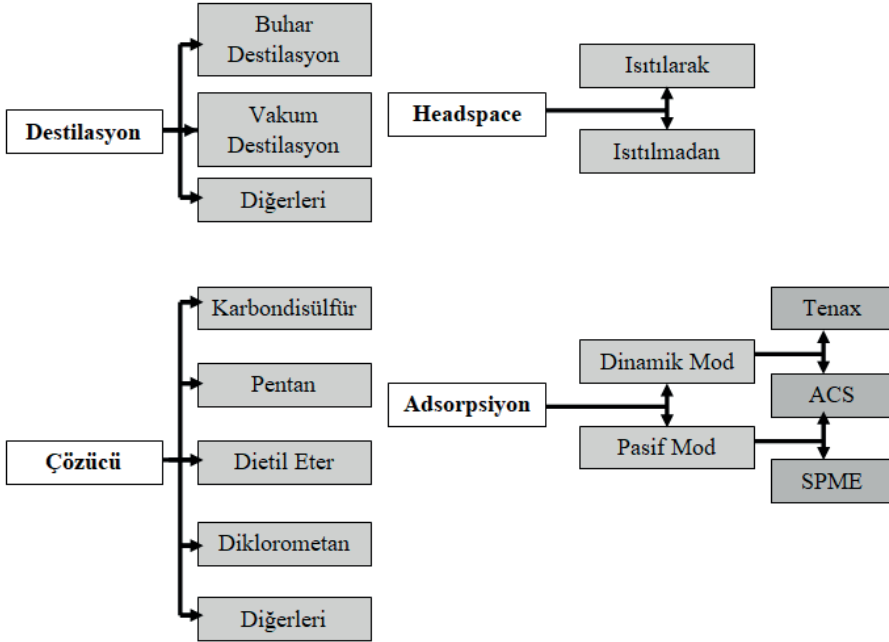 Destilasyon
Buhar
Destilasyon
Vakum
Destilasyon
Diğerleri
Headspace
Isıtılarak
Isıtılmadan
Çözücü
Karbondisülfür
Pentan
Dietil Eter
Diklorometan
Diğerleri
Adsorpsiyon
Dinamik Mod
Pasif Mod
Tenax
ACS
SPME